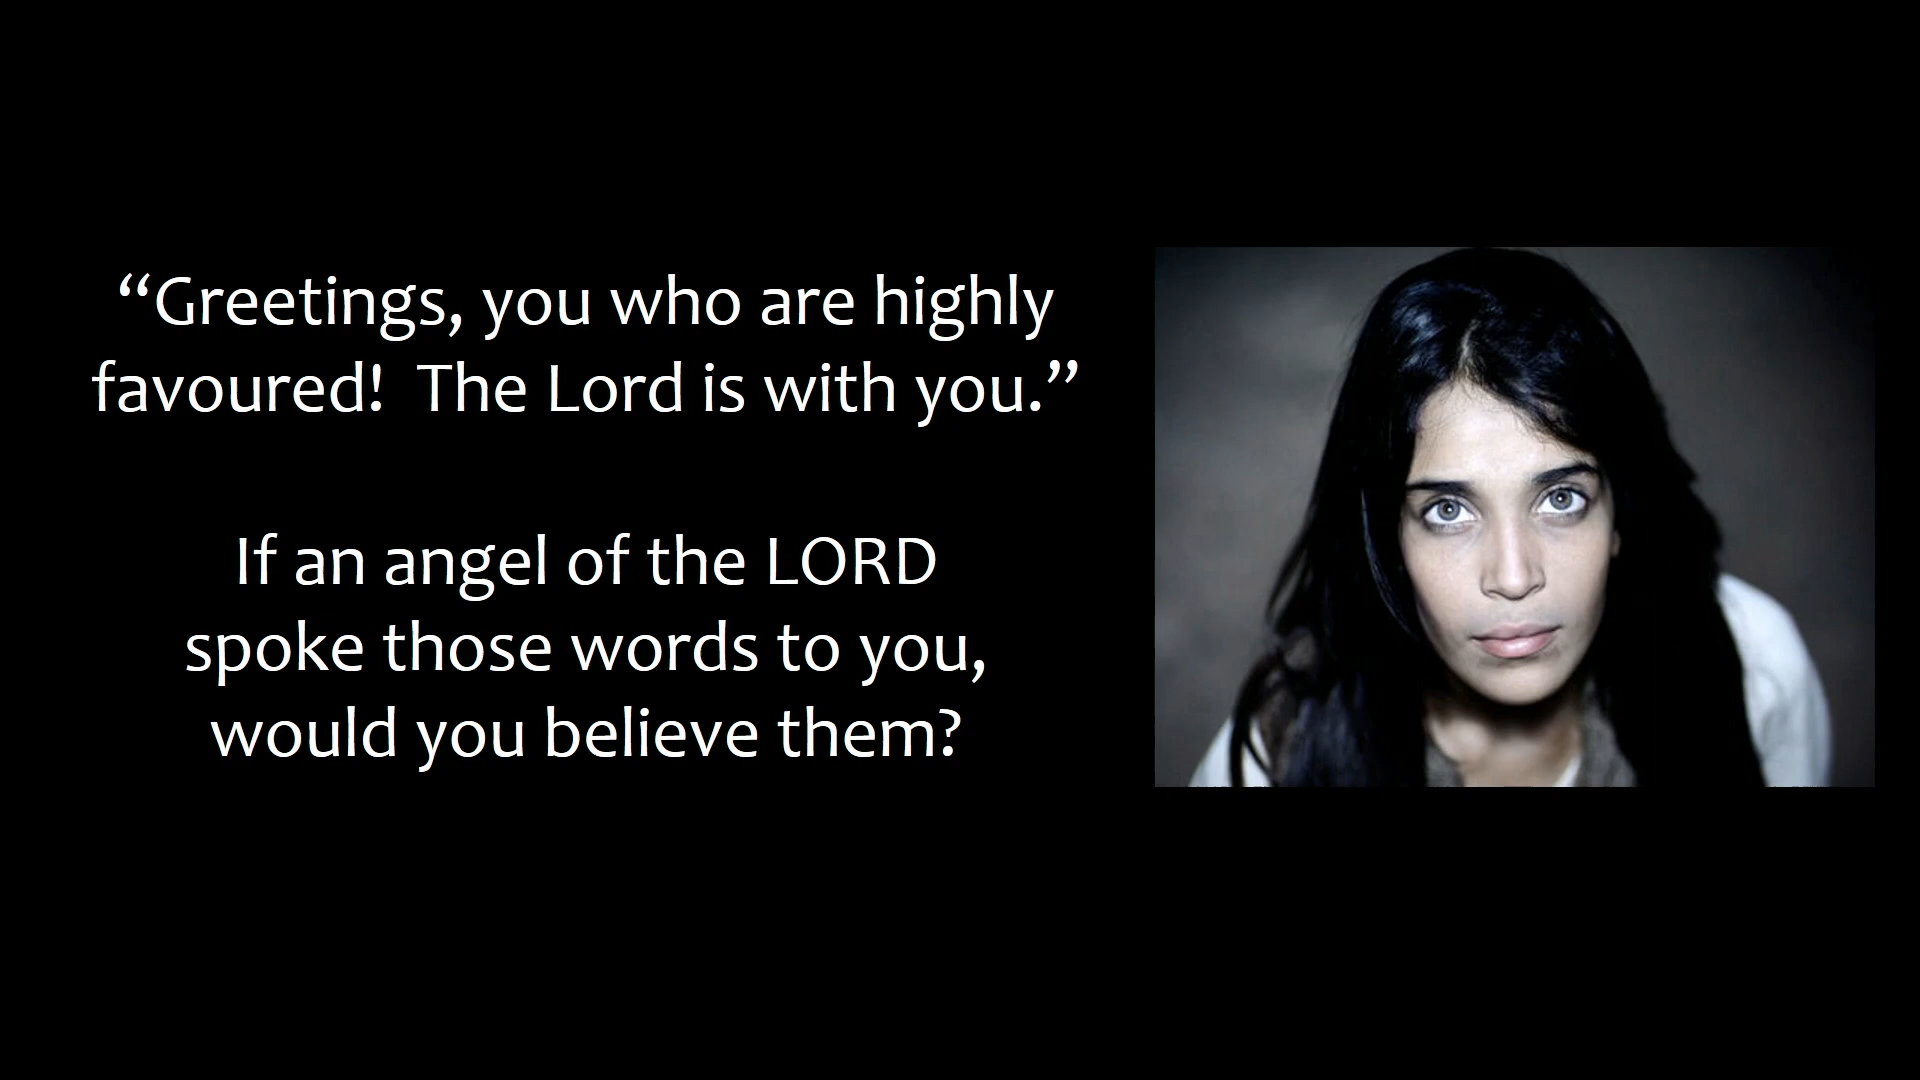 “Greetings, you who are highly
favoured!  The Lord is with you.”
If an angel of the LORD
spoke those words to you,
would you believe them?